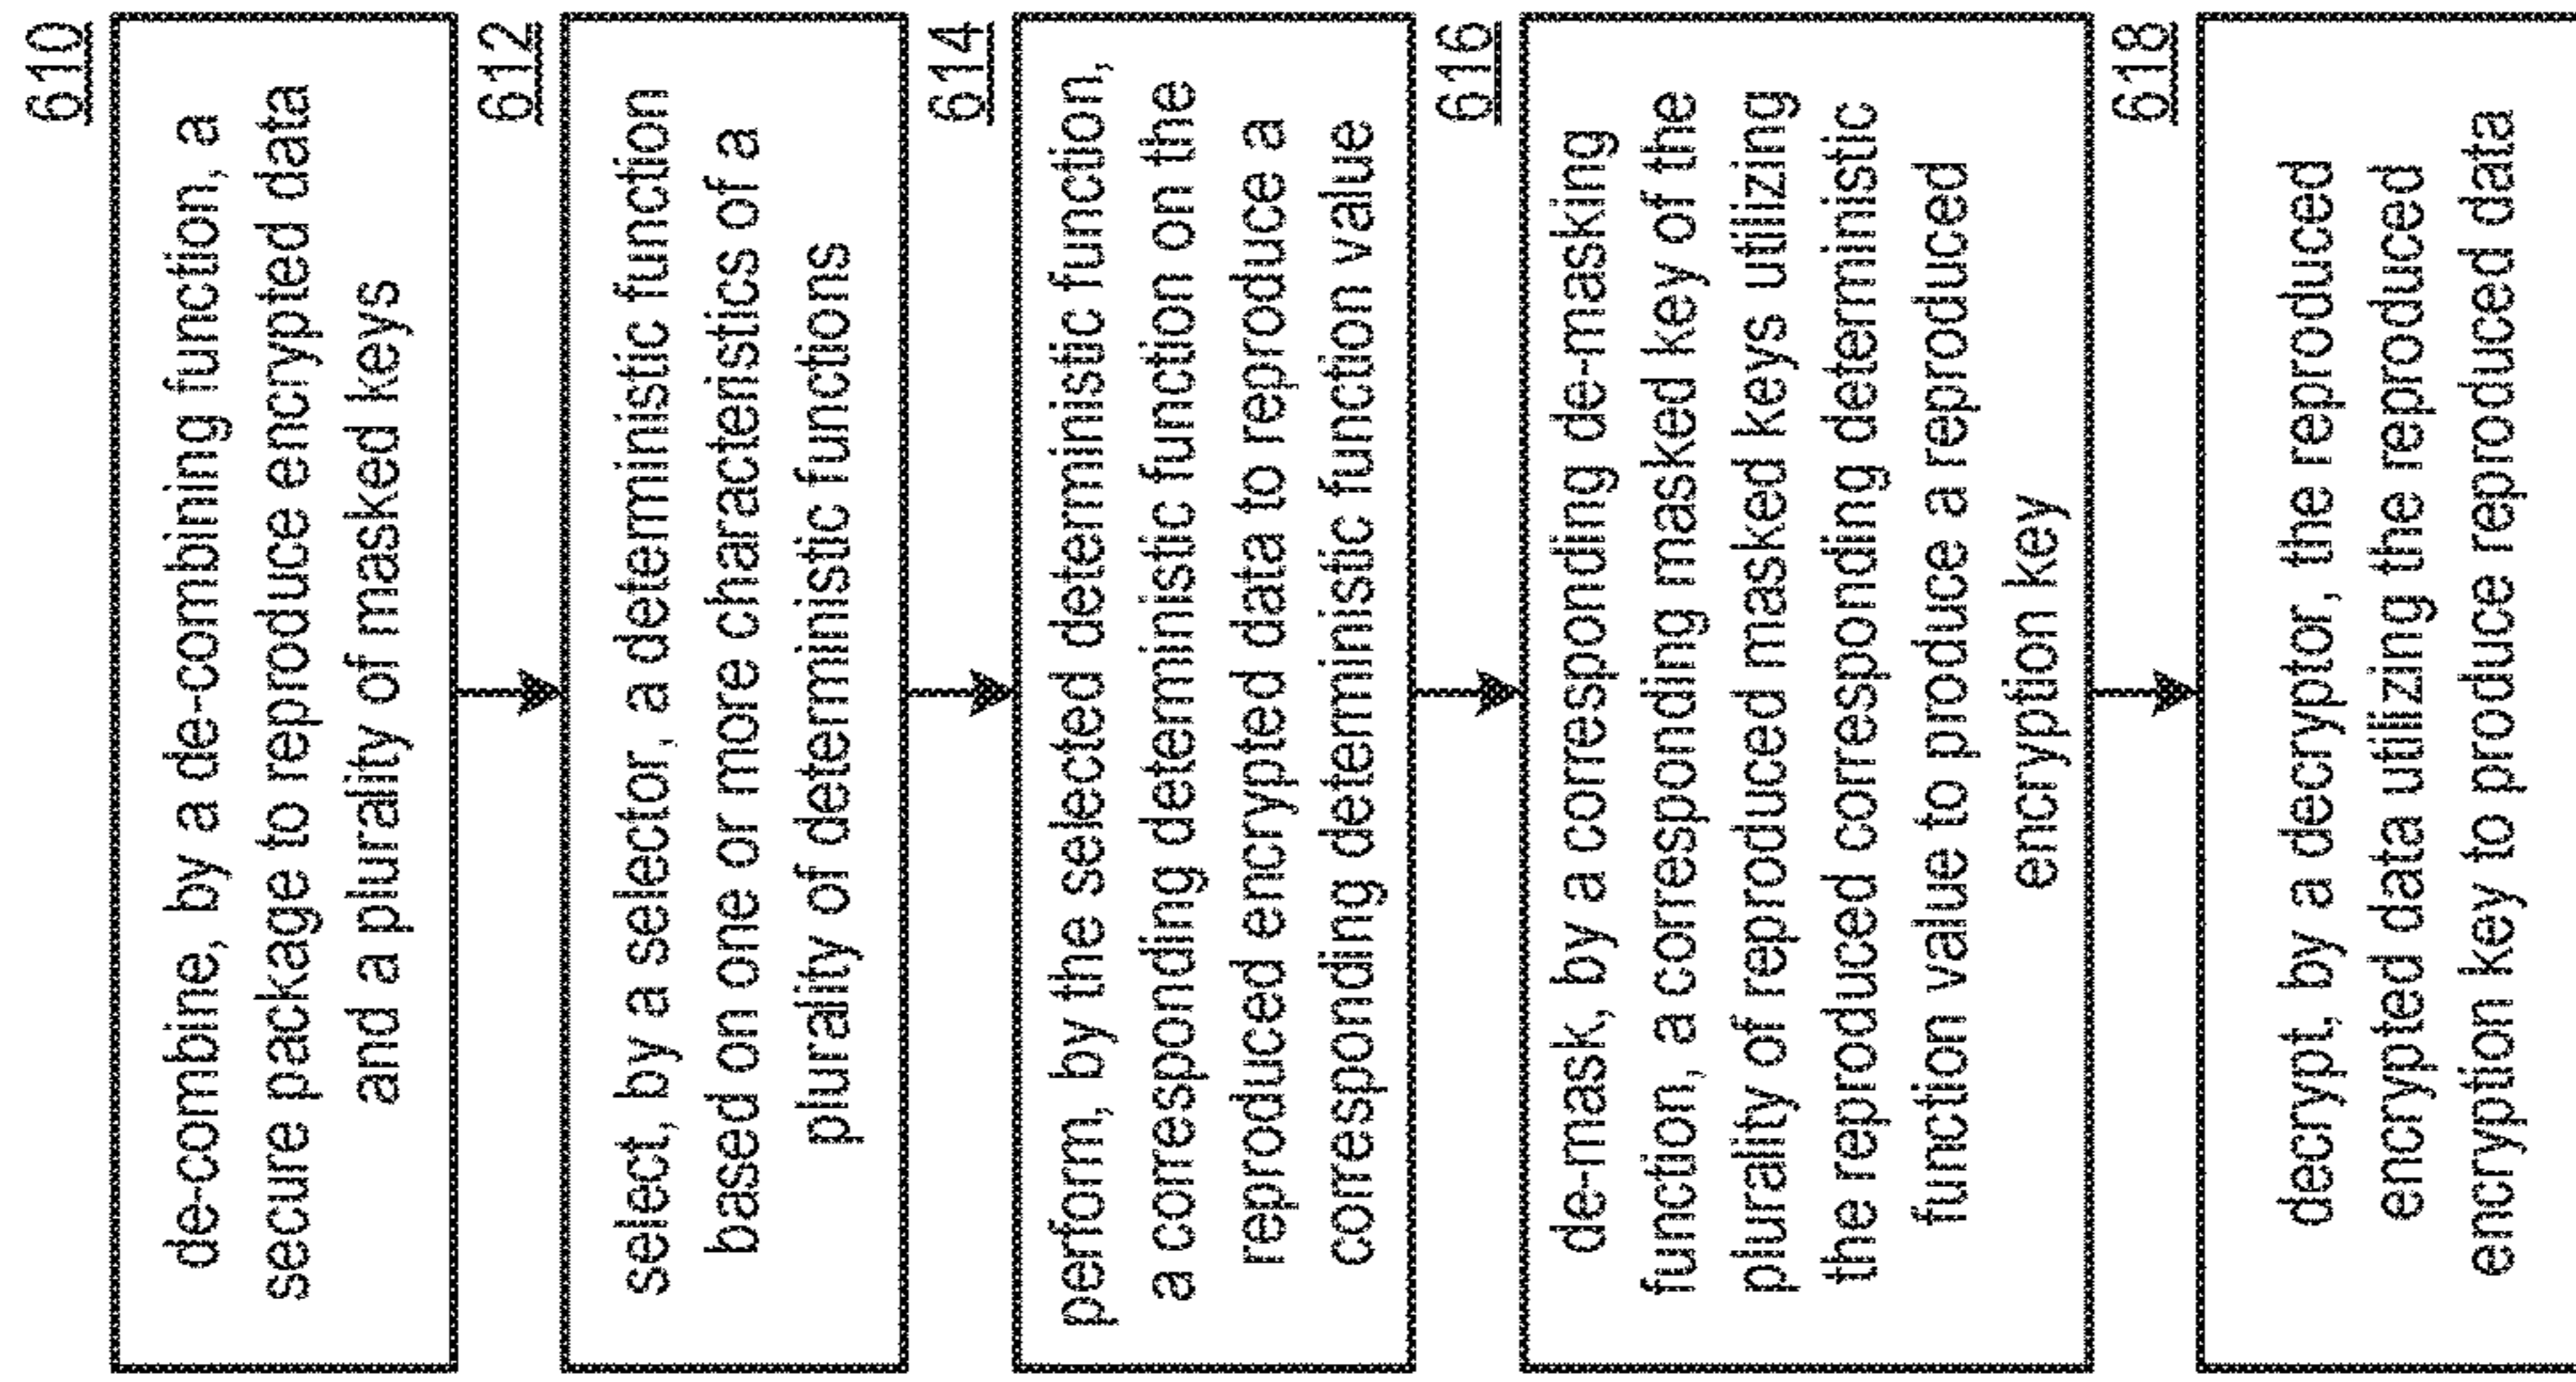 610
de-combine, by a de-combining function, a
secure package to reproduce encrypted data
and a plurality of masked keys
612
select, by a selector, a deterministic function
based on one or more characteristics of a
plurality of deterministic functions
614
perform, by the selected deterministic function,
a corresponding deterministic function on the
reproduced encrypted data to reproduce a
corresponding deterministic function value
616
de-mask, by a corresponding de-masking
function, a corresponding masked key of the
plurality of reproduced masked keys utilizing
the reproduced corresponding deterministic
function value to produce a reproduced
encryption key
618
decrypt, by a decryptor, the reproduced
encrypted data utilizing the reproduced
encryption key to produce reproduced data